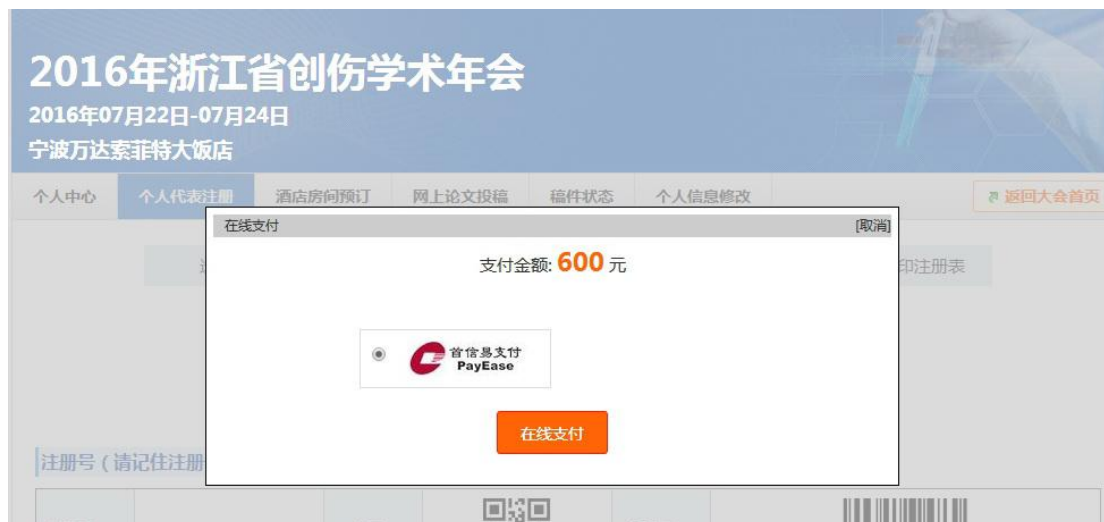 2016年浙江省创伤学术年会
2016年07月22日-07月24日
宁波万达索菲特大饭店
个人中心 个人代表注册 酒店房间预订 网上论文投稿 稿件状态 个人信息修改 返回大会首页
在线支付 [取消]
支付金额: 600 元
印注册表
首信易支付
PayEase
在线支付
注册号 ( 请记住注册